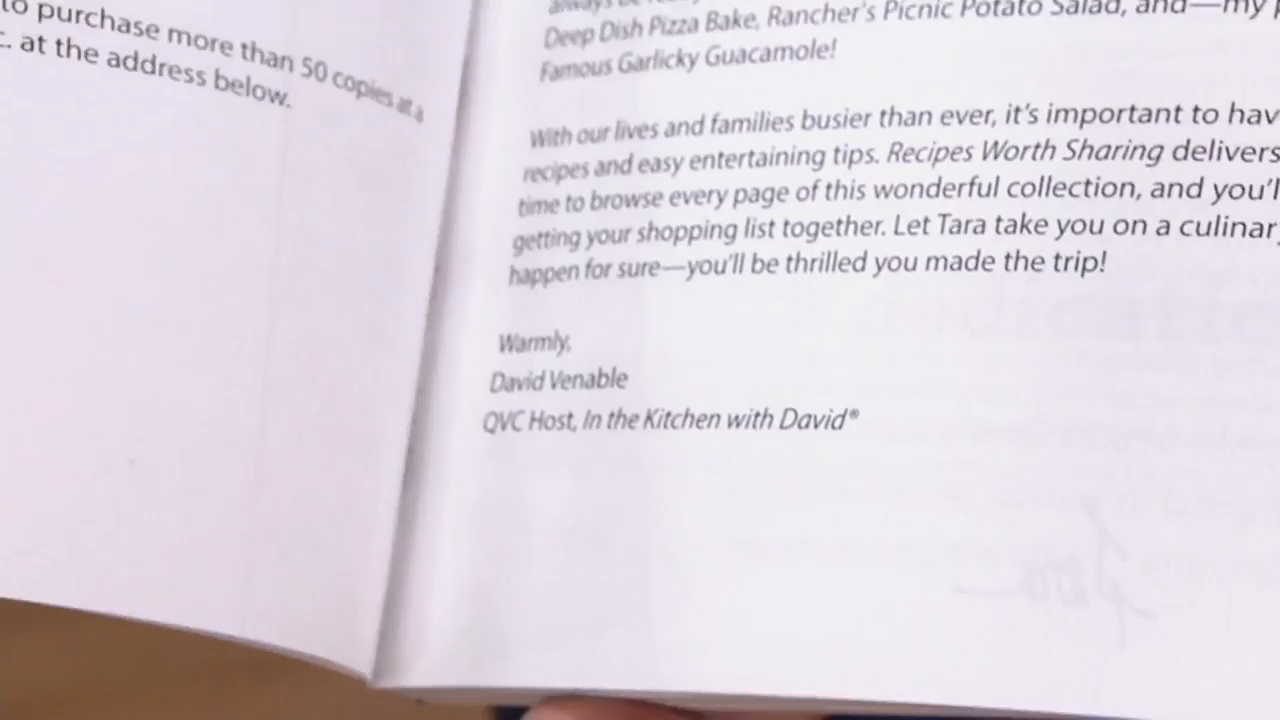 to purchase more than 50 copies at a
at the address below.
always be
Deep Dish Pizza Bake, Rancher's Picnic Potato Salad, and—my
Famous Garlicky Guacamole!
With our lives and families busier than ever, it's important to hav
recipes and easy entertaining tips. Recipes Worth Sharing delivers
time to browse every page of this wonderful collection, and you'l
getting your shopping list together. Let Tara take you on a culinar
happen for sure—you'll be thrilled you made the trip!
Warmly,
David Venable
QVC Host, In the Kitchen with David®